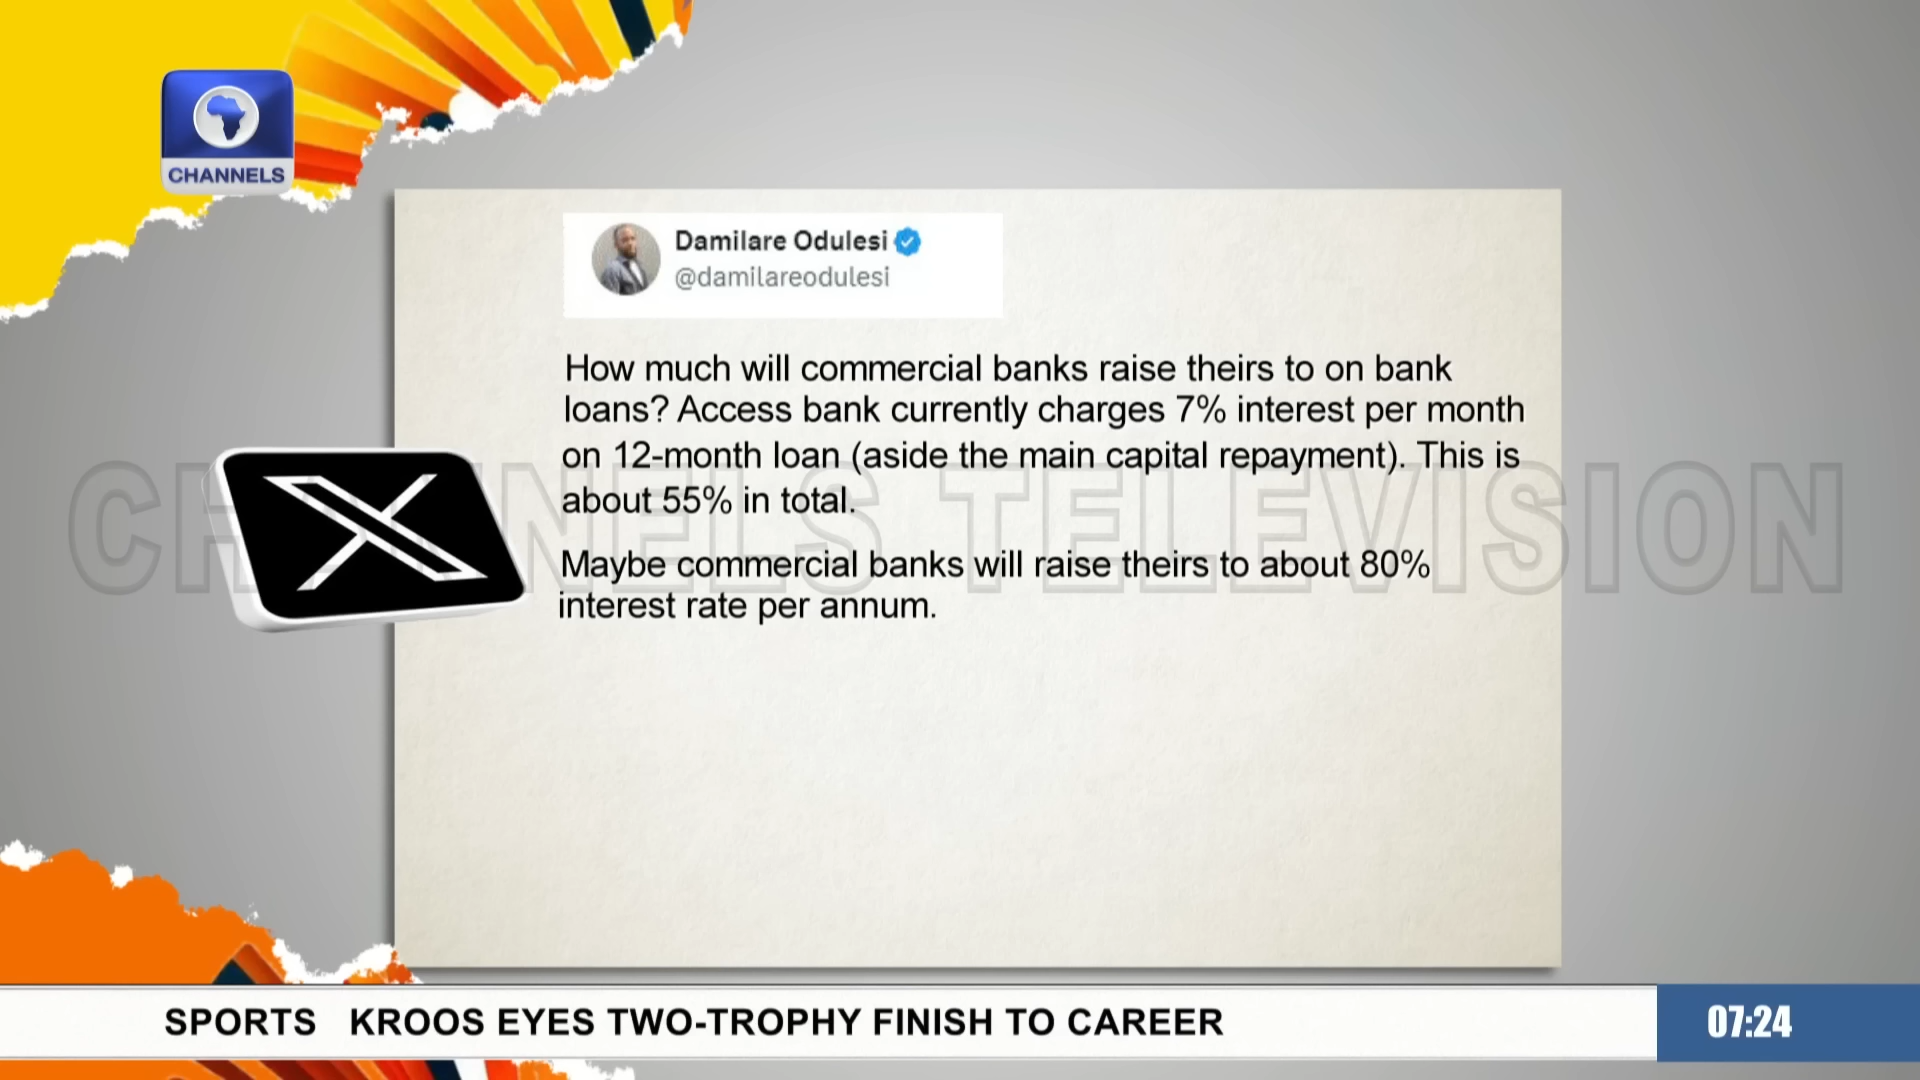 CHANNELS
Damilare Odulesi
@damilareodulesi
How much will commercial banks raise theirs to on bank
loans? Access bank currently charges 7% interest per month
on 12-month loan (aside the main capital repayment). This is
about 55% in total.
Maybe commercial banks will raise theirs to about 80%
interest rate per annum.
CHANNELS TELEVISION
SPORTS KROOS EYES TWO-TROPHY FINISH TO CAREER
07:24